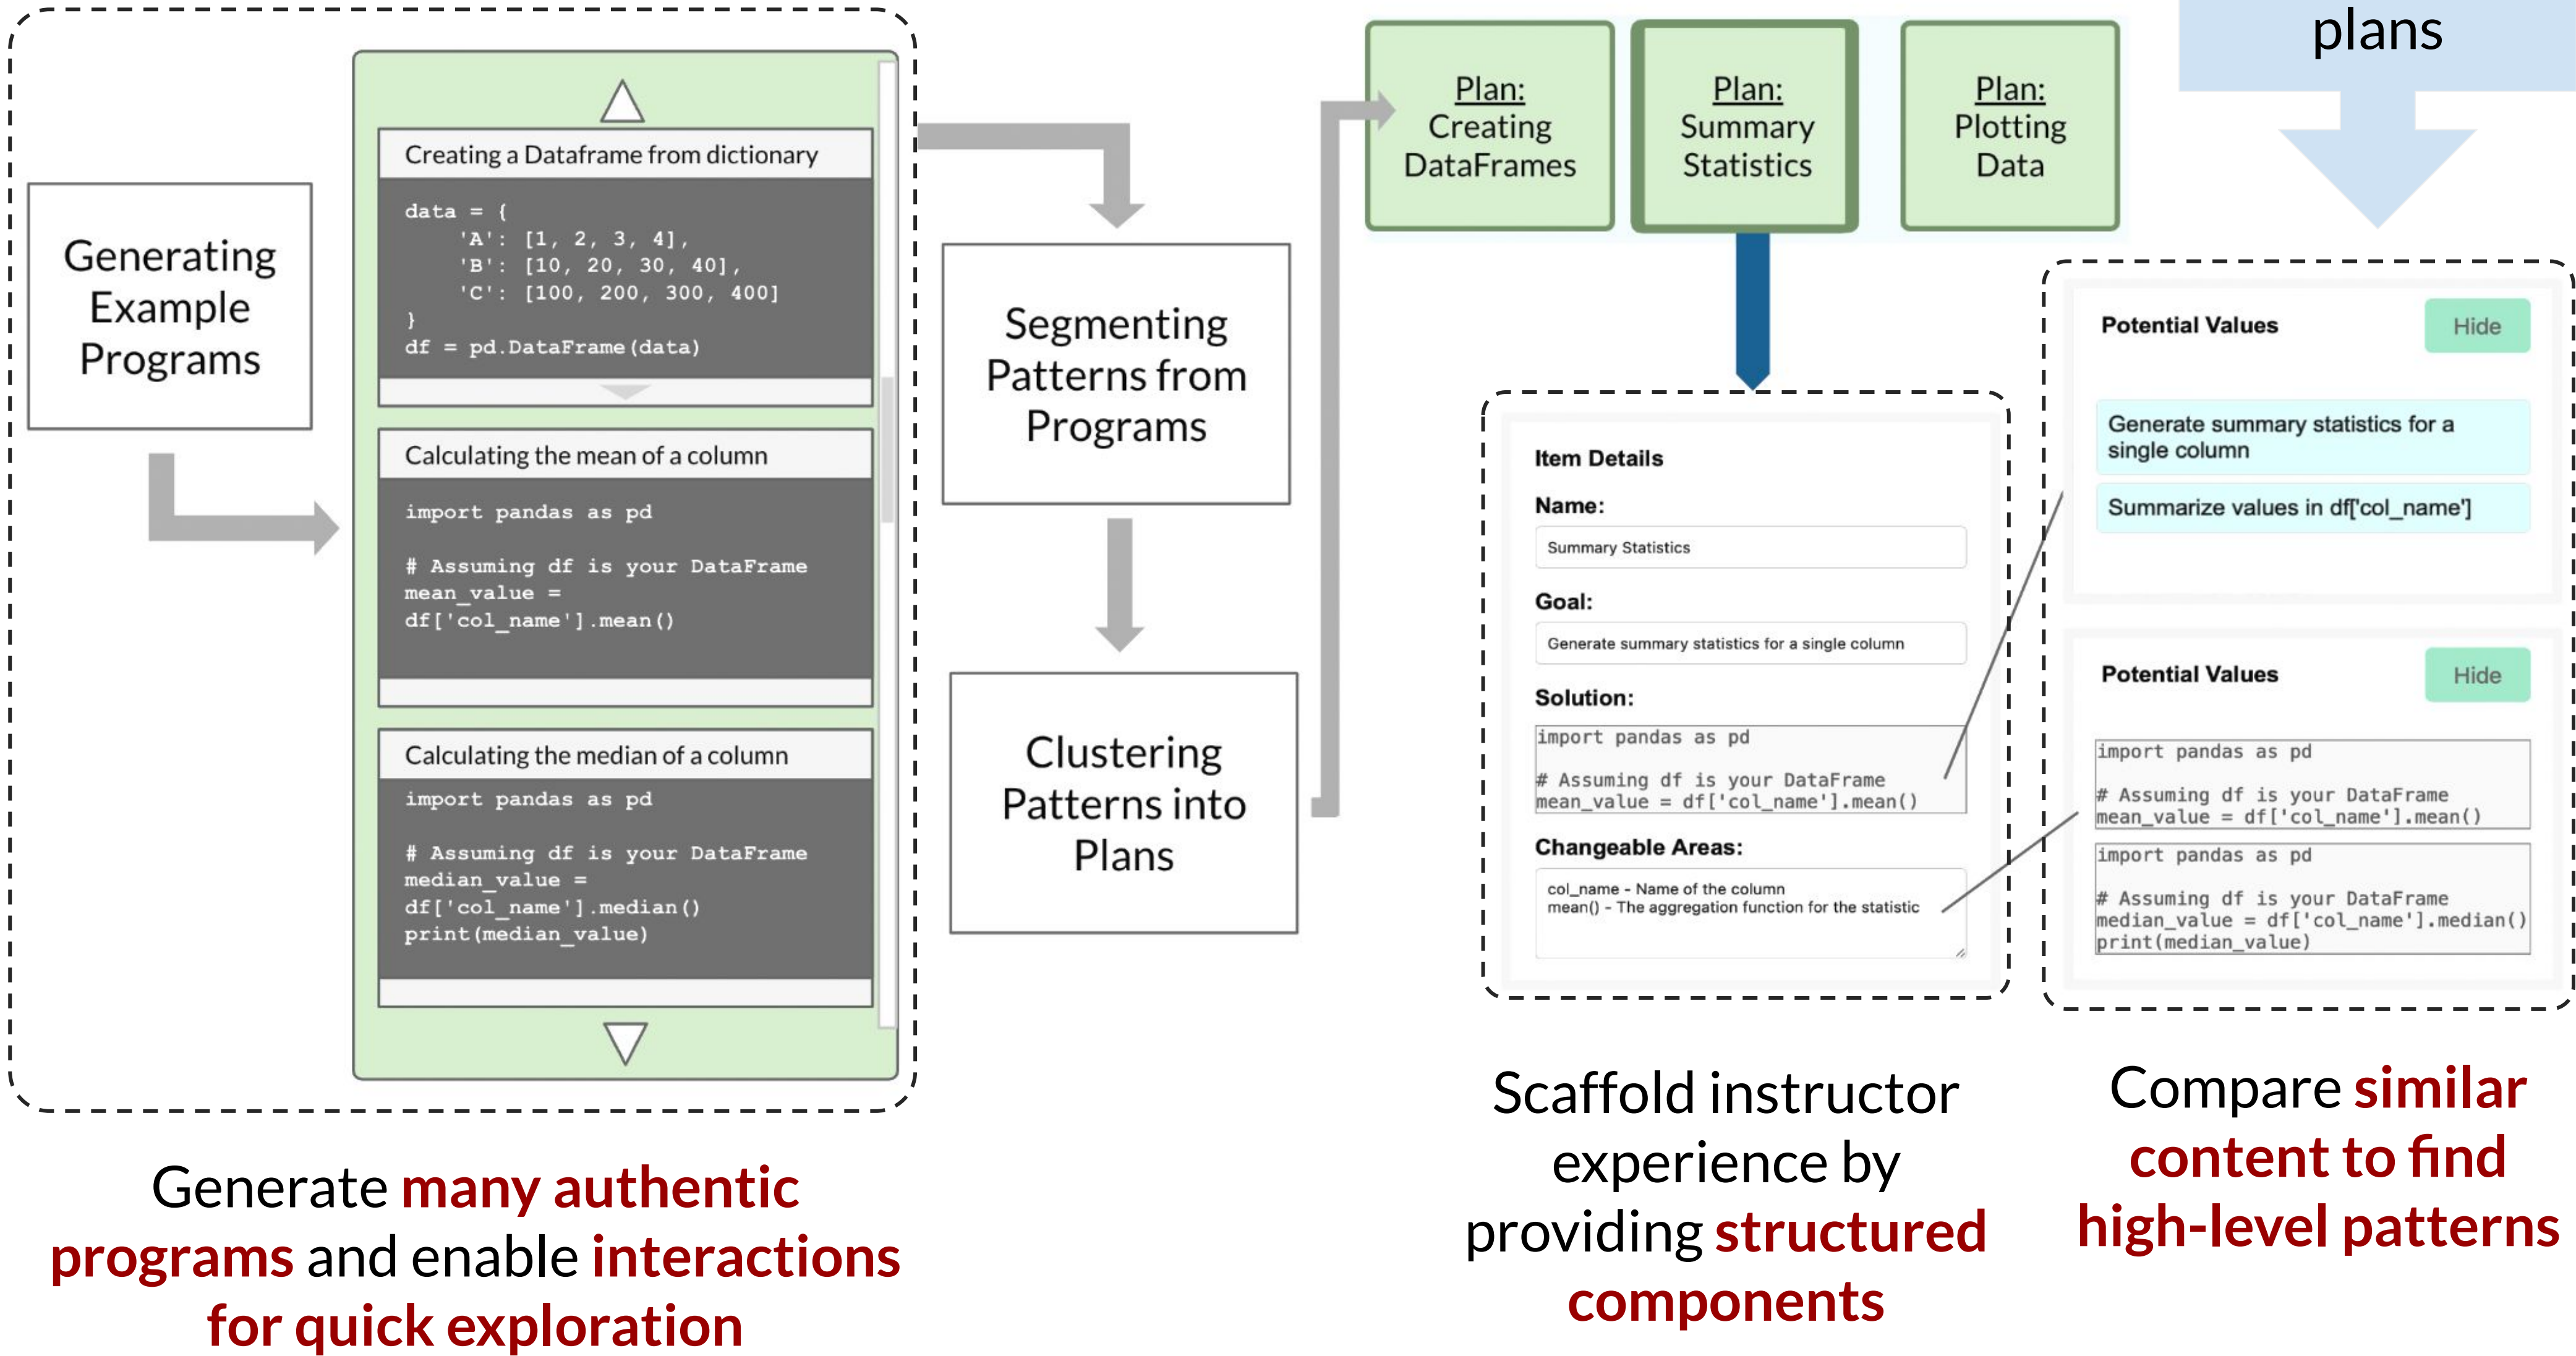 Generating
Example
Programs
Creating a Dataframe from dictionary
data = {
    'A': [1, 2, 3, 4],
    'B': [10, 20, 30, 40],
    'C': [100, 200, 300, 400]
}
df = pd.DataFrame(data)
Calculating the mean of a column
import pandas as pd
# Assuming df is your DataFrame
mean_value =
df['col_name'].mean()
Calculating the median of a column
import pandas as pd
# Assuming df is your DataFrame
median_value =
df['col_name'].median()
print(median_value)
Generate many authentic
programs and enable interactions
for quick exploration
Segmenting
Patterns from
Programs
Clustering
Patterns into
Plans
Plan:
Creating
DataFrames
Plan:
Summary
Statistics
Plan:
Plotting
Data
plans
Item Details
Name:
Summary Statistics
Goal:
Generate summary statistics for a single column
Solution:
import pandas as pd
# Assuming df is your DataFrame
mean_value = df['col_name'].mean()
Changeable Areas:
col_name - Name of the column
mean() - The aggregation function for the statistic
Scaffold instructor
experience by
providing structured
components
Potential Values
Hide
Generate summary statistics for a
single column
Summarize values in df['col_name']
Potential Values
Hide
import pandas as pd
# Assuming df is your DataFrame
mean_value = df['col_name'].mean()
import pandas as pd
# Assuming df is your DataFrame
median_value = df['col_name'].median()
print(median_value)
Compare similar
content to find
high-level patterns